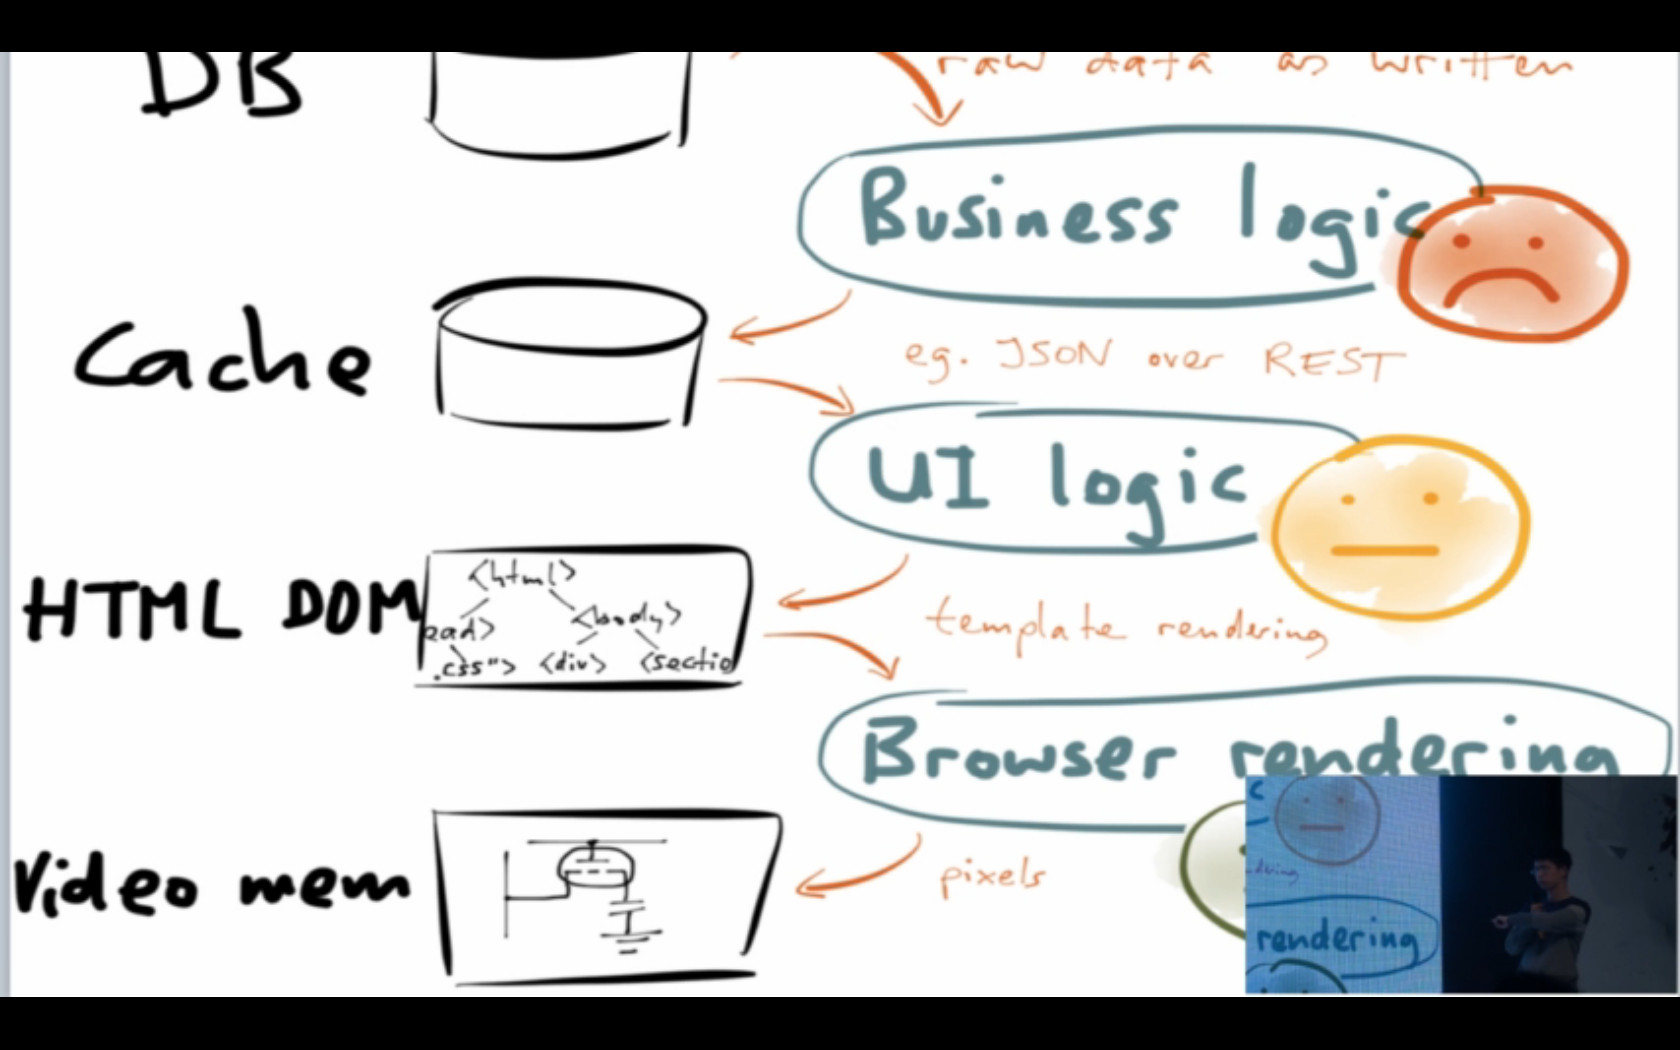 DB
raw data as written
Business logic
Cache
eg. JSON over REST
UI logic
HTML DOM
<html>
ead>
<body>
.css">
<div>
<sectio
template rendering
Browser rendering
Video mem
pixels
c
dering
rendering